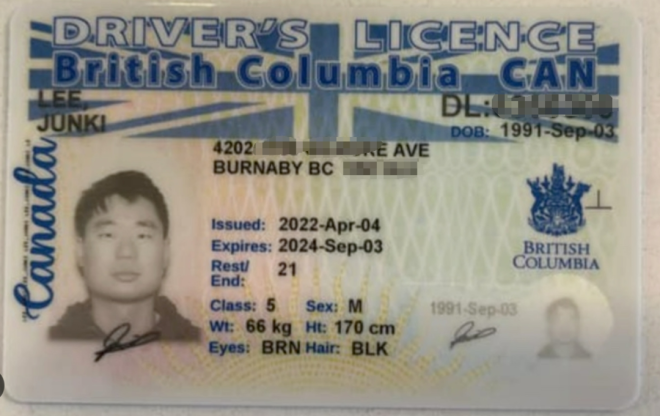 DRIVER'S LICENCE
British Columbia CAN
LEE,
JUNKI
DL:
DOB: 1991-Sep-03
4202 AVE
BURNABY BC
Canada
Issued: 2022-Apr-04
Expires: 2024-Sep-03
Rest/ 21
End:
Class: 5 Sex: M
Wt: 66 kg Ht: 170 cm
Eyes: BRN Hair: BLK
BRITISH
COLUMBIA
1991-Sep-03